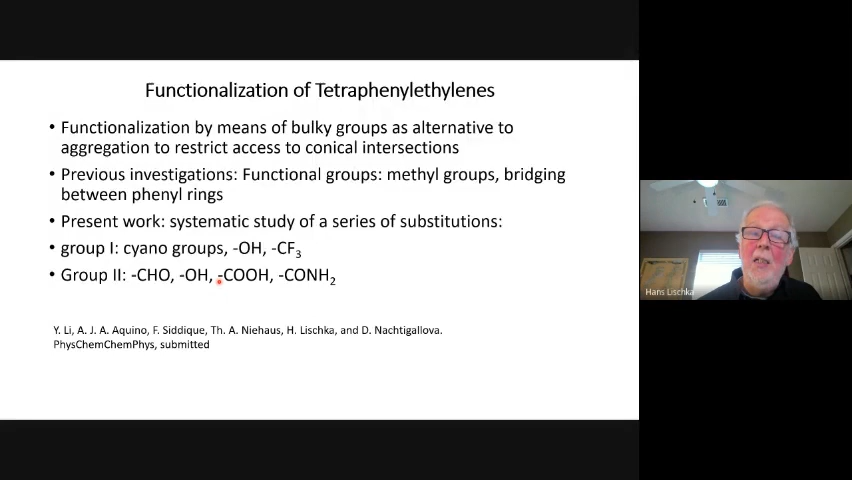 Functionalization of Tetraphenylethylenes
• Functionalization by means of bulky groups as alternative to
aggregation to restrict access to conical intersections
• Previous investigations: Functional groups: methyl groups, bridging
between phenyl rings
• Present work: systematic study of a series of substitutions:
• group I: cyano groups, -OH, -CF₃
• Group II: -CHO, -OH, -COOH, -CONH₂
Y. Li, A. J. A. Aquino, F. Siddique, Th. A. Niehaus, H. Lischka, and D. Nachtigallova.
PhysChemChemPhys, submitted
Hans Lischka